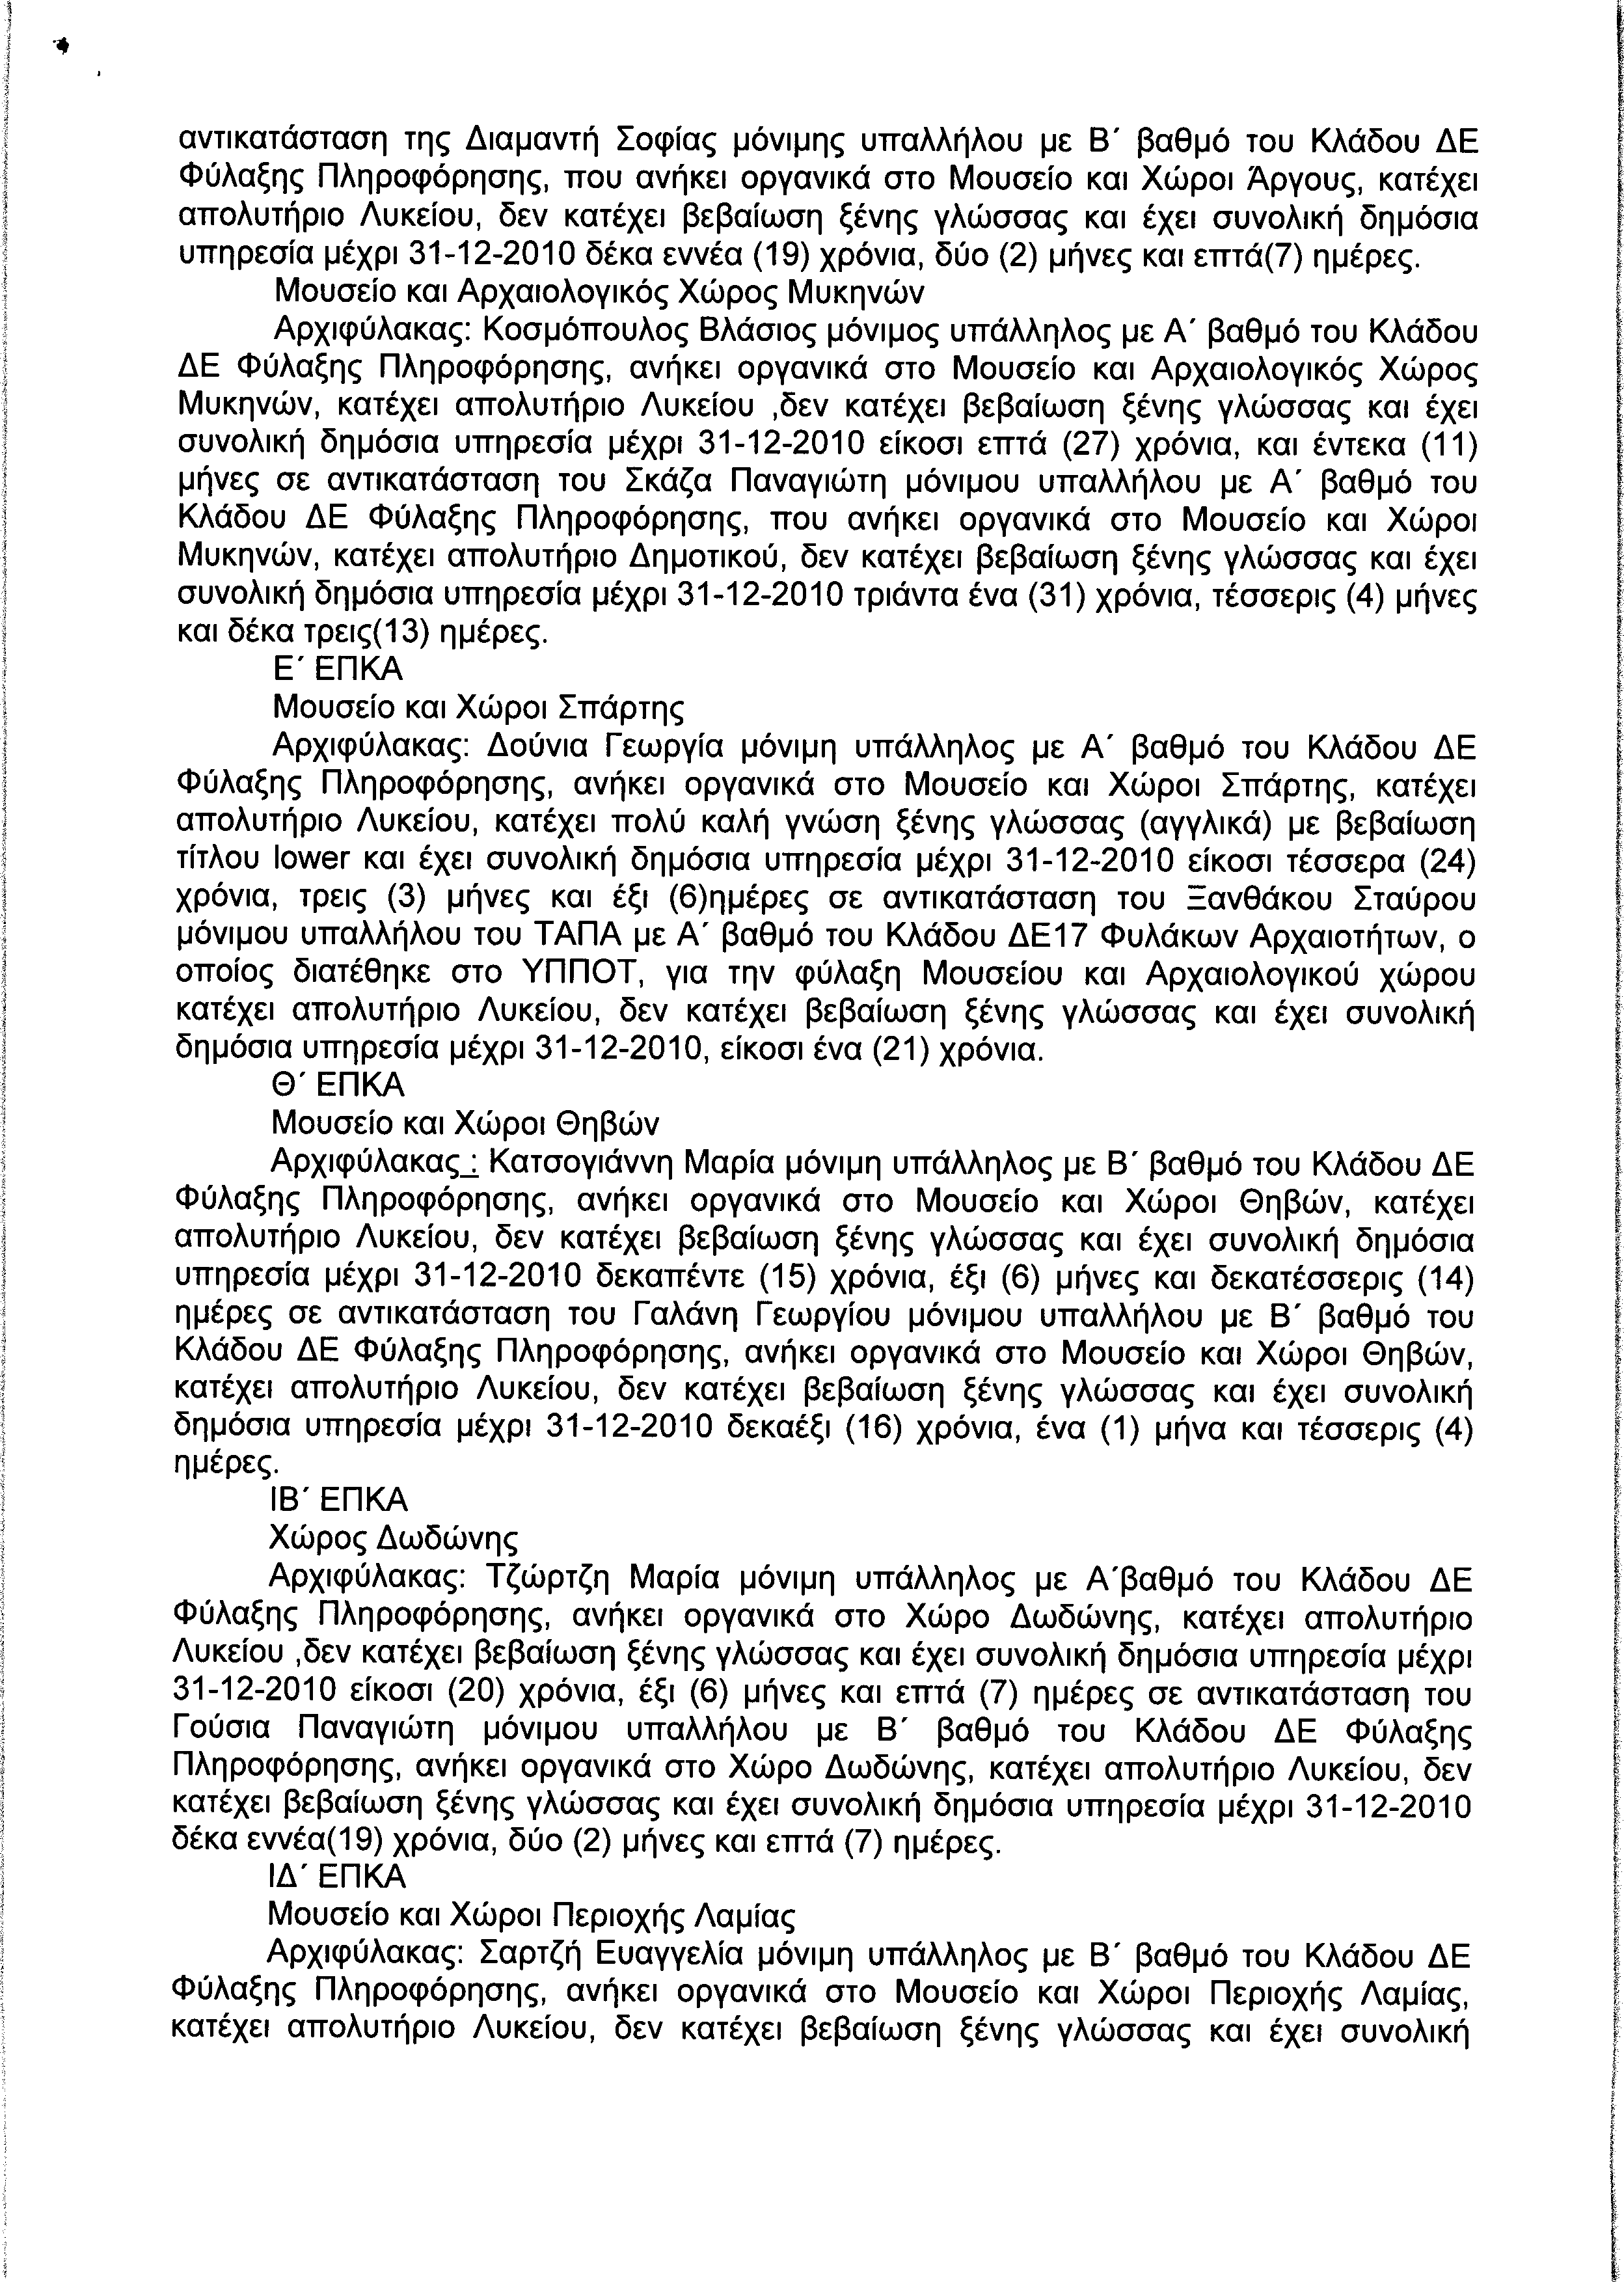 αντικατάσταση της Διαμαντή Σοφίας μόνιμης υπαλλήλου με Β΄ βαθμό του Κλάδου ΔΕ
Φύλαξης Πληροφόρησης, που ανήκει οργανικά στο Μουσείο και Χώροι Άργους, κατέχει
απολυτήριο Λυκείου, δεν κατέχει βεβαίωση ξένης γλώσσας και έχει συνολική δημόσια
υπηρεσία μέχρι 31-12-2010 δέκα εννέα (19) χρόνια, δύο (2) μήνες και επτά(7) ημέρες.
Μουσείο και Αρχαιολογικός Χώρος Μυκηνών
Αρχιφύλακας: Κοσμόπουλος Βλάσιος μόνιμος υπάλληλος με Α΄ βαθμό του Κλάδου
ΔΕ Φύλαξης Πληροφόρησης, ανήκει οργανικά στο Μουσείο και Αρχαιολογικός Χώρος
Μυκηνών, κατέχει απολυτήριο Λυκείου ,δεν κατέχει βεβαίωση ξένης γλώσσας και έχει
συνολική δημόσια υπηρεσία μέχρι 31-12-2010 είκοσι επτά (27) χρόνια, και έντεκα (11)
μήνες σε αντικατάσταση του Σκάζα Παναγιώτη μόνιμου υπαλλήλου με Α΄ βαθμό του
Κλάδου ΔΕ Φύλαξης Πληροφόρησης, που ανήκει οργανικά στο Μουσείο και Χώροι
Μυκηνών, κατέχει απολυτήριο Δημοτικού, δεν κατέχει βεβαίωση ξένης γλώσσας και έχει
συνολική δημόσια υπηρεσία μέχρι 31-12-2010 τριάντα ένα (31) χρόνια, τέσσερις (4) μήνες
και δέκα τρεις(13) ημέρες.
Ε΄ ΕΠΚΑ
Μουσείο και Χώροι Σπάρτης
Αρχιφύλακας: Δούνια Γεωργία μόνιμη υπάλληλος με Α΄ βαθμό του Κλάδου ΔΕ
Φύλαξης Πληροφόρησης, ανήκει οργανικά στο Μουσείο και Χώροι Σπάρτης, κατέχει
απολυτήριο Λυκείου, κατέχει πολύ καλή γνώση ξένης γλώσσας (αγγλικά) με βεβαίωση
τίτλου lower και έχει συνολική δημόσια υπηρεσία μέχρι 31-12-2010 είκοσι τέσσερα (24)
χρόνια, τρεις (3) μήνες και έξι (6)ημέρες σε αντικατάσταση του Ξανθάκου Σταύρου
μόνιμου υπαλλήλου του ΤΑΠΑ με Α΄ βαθμό του Κλάδου ΔΕ17 Φυλάκων Αρχαιοτήτων, ο
οποίος διατέθηκε στο ΥΠΠΟΤ, για την φύλαξη Μουσείου και Αρχαιολογικού χώρου
κατέχει απολυτήριο Λυκείου, δεν κατέχει βεβαίωση ξένης γλώσσας και έχει συνολική
δημόσια υπηρεσία μέχρι 31-12-2010, είκοσι ένα (21) χρόνια.
Θ΄ ΕΠΚΑ
Μουσείο και Χώροι Θηβών
Αρχιφύλακας : Κατσογιάννη Μαρία μόνιμη υπάλληλος με Β΄ βαθμό του Κλάδου ΔΕ
Φύλαξης Πληροφόρησης, ανήκει οργανικά στο Μουσείο και Χώροι Θηβών, κατέχει
απολυτήριο Λυκείου, δεν κατέχει βεβαίωση ξένης γλώσσας και έχει συνολική δημόσια
υπηρεσία μέχρι 31-12-2010 δεκαπέντε (15) χρόνια, έξι (6) μήνες και δεκατέσσερις (14)
ημέρες σε αντικατάσταση του Γαλάνη Γεωργίου μόνιμου υπαλλήλου με Β΄ βαθμό του
Κλάδου ΔΕ Φύλαξης Πληροφόρησης, ανήκει οργανικά στο Μουσείο και Χώροι Θηβών,
κατέχει απολυτήριο Λυκείου, δεν κατέχει βεβαίωση ξένης γλώσσας και έχει συνολική
δημόσια υπηρεσία μέχρι 31-12-2010 δεκαέξι (16) χρόνια, ένα (1) μήνα και τέσσερις (4)
ημέρες.
ΙΒ΄ ΕΠΚΑ
Χώρος Δωδώνης
Αρχιφύλακας: Τζώρτζη Μαρία μόνιμη υπάλληλος με Α΄βαθμό του Κλάδου ΔΕ
Φύλαξης Πληροφόρησης, ανήκει οργανικά στο Χώρο Δωδώνης, κατέχει απολυτήριο
Λυκείου ,δεν κατέχει βεβαίωση ξένης γλώσσας και έχει συνολική δημόσια υπηρεσία μέχρι
31-12-2010 είκοσι (20) χρόνια, έξι (6) μήνες και επτά (7) ημέρες σε αντικατάσταση του
Γούσια Παναγιώτη μόνιμου υπαλλήλου με Β΄ βαθμό του Κλάδου ΔΕ Φύλαξης
Πληροφόρησης, ανήκει οργανικά στο Χώρο Δωδώνης, κατέχει απολυτήριο Λυκείου, δεν
κατέχει βεβαίωση ξένης γλώσσας και έχει συνολική δημόσια υπηρεσία μέχρι 31-12-2010
δέκα εννέα(19) χρόνια, δύο (2) μήνες και επτά (7) ημέρες.
ΙΔ΄ ΕΠΚΑ
Μουσείο και Χώροι Περιοχής Λαμίας
Αρχιφύλακας: Σαρτζή Ευαγγελία μόνιμη υπάλληλος με Β΄ βαθμό του Κλάδου ΔΕ
Φύλαξης Πληροφόρησης, ανήκει οργανικά στο Μουσείο και Χώροι Περιοχής Λαμίας,
κατέχει απολυτήριο Λυκείου, δεν κατέχει βεβαίωση ξένης γλώσσας και έχει συνολική